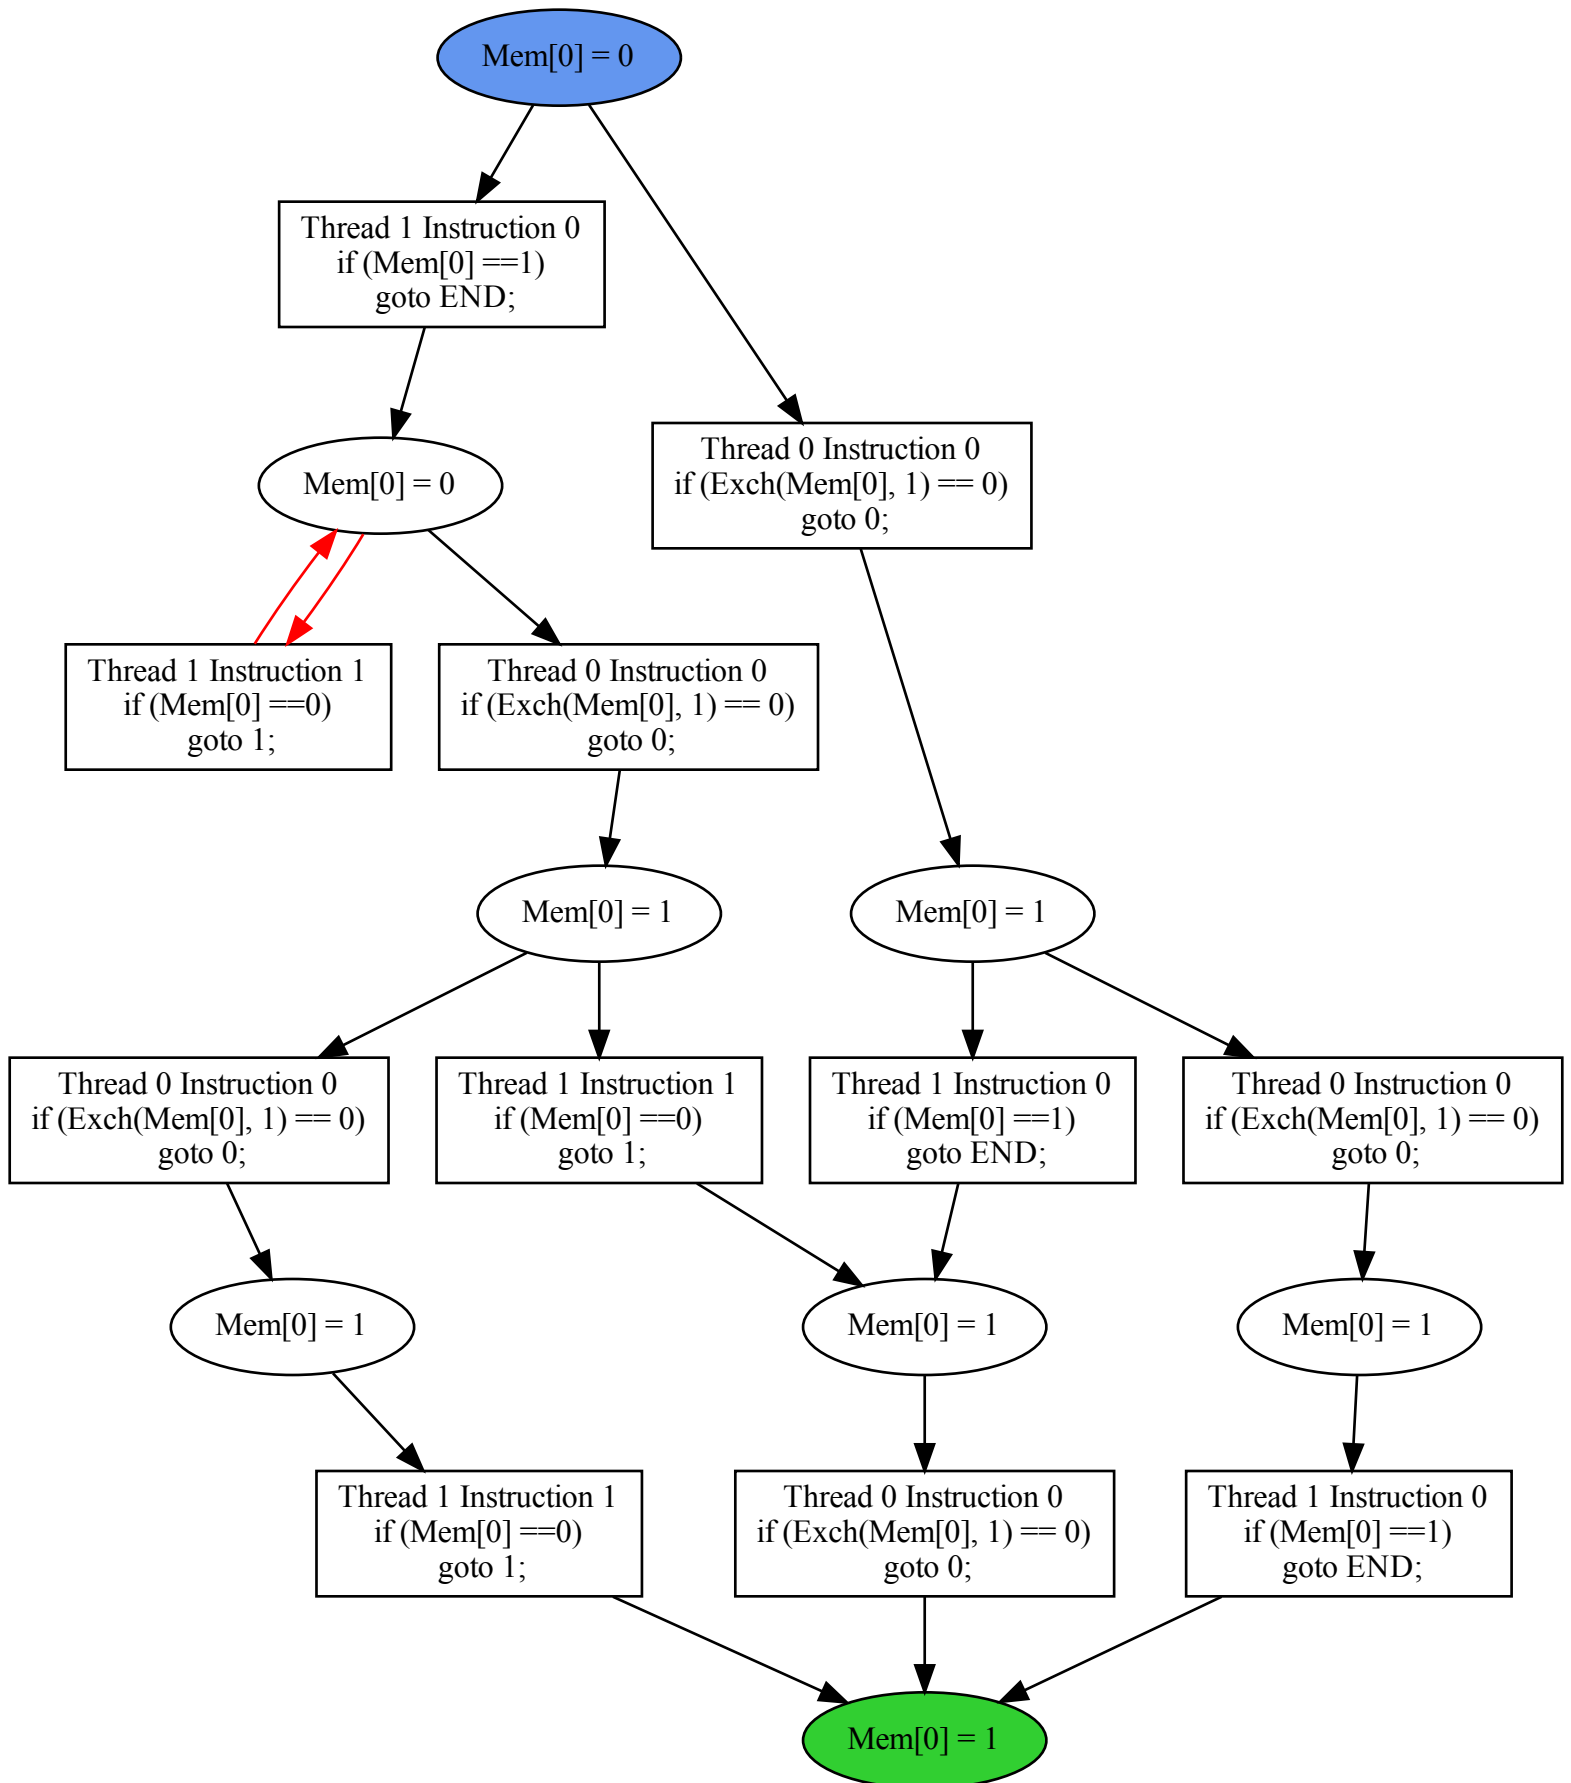 Mem[0] = 0
Thread 1 Instruction 0
if (Mem[0] ==1)
goto END;
Mem[0] = 0
Thread 0 Instruction 0
if (Exch(Mem[0], 1) == 0)
goto 0;
Thread 1 Instruction 1
if (Mem[0] ==0)
goto 1;
Thread 0 Instruction 0
if (Exch(Mem[0], 1) == 0)
goto 0;
Mem[0] = 1
Mem[0] = 1
Thread 0 Instruction 0
if (Exch(Mem[0], 1) == 0)
goto 0;
Thread 1 Instruction 1
if (Mem[0] ==0)
goto 1;
Thread 1 Instruction 0
if (Mem[0] ==1)
goto END;
Thread 0 Instruction 0
if (Exch(Mem[0], 1) == 0)
goto 0;
Mem[0] = 1
Mem[0] = 1
Mem[0] = 1
Thread 1 Instruction 1
if (Mem[0] ==0)
goto 1;
Thread 0 Instruction 0
if (Exch(Mem[0], 1) == 0)
goto 0;
Thread 1 Instruction 0
if (Mem[0] ==1)
goto END;
Mem[0] = 1